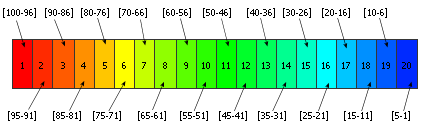 [100-96] [90-86] [80-76] [70-66] [60-56] [50-46] [40-36] [30-26] [20-16] [10-6]
1 2 3 4 5 6 7 8 9 10 11 12 13 14 15 16 17 18 19 20
[95-91] [85-81] [75-71] [65-61] [55-51] [45-41] [35-31] [25-21] [15-11] [5-1]